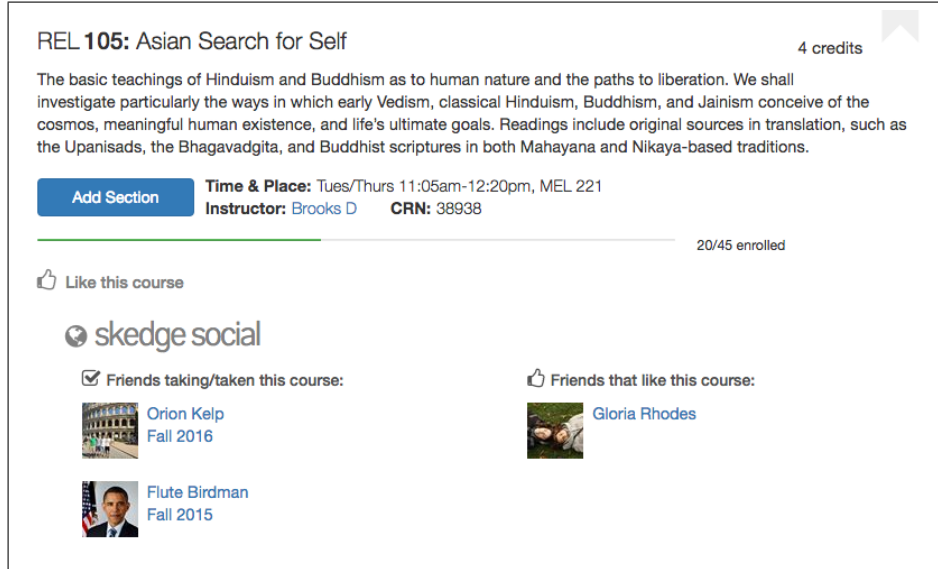 REL 105: Asian Search for Self
4 credits
The basic teachings of Hinduism and Buddhism as to human nature and the paths to liberation. We shall
investigate particularly the ways in which early Vedism, classical Hinduism, Buddhism, and Jainism conceive of the
cosmos, meaningful human existence, and life's ultimate goals. Readings include original sources in translation, such as
the Upanisads, the Bhagavadgita, and Buddhist scriptures in both Mahayana and Nikaya-based traditions.
Add Section
Time & Place: Tues/Thurs 11:05am-12:20pm, MEL 221
Instructor: Brooks D CRN: 38938
20/45 enrolled
Like this course
skedge social
Friends taking/taken this course:
Orion Kelp
Fall 2016
Flute Birdman
Fall 2015
Friends that like this course:
Gloria Rhodes